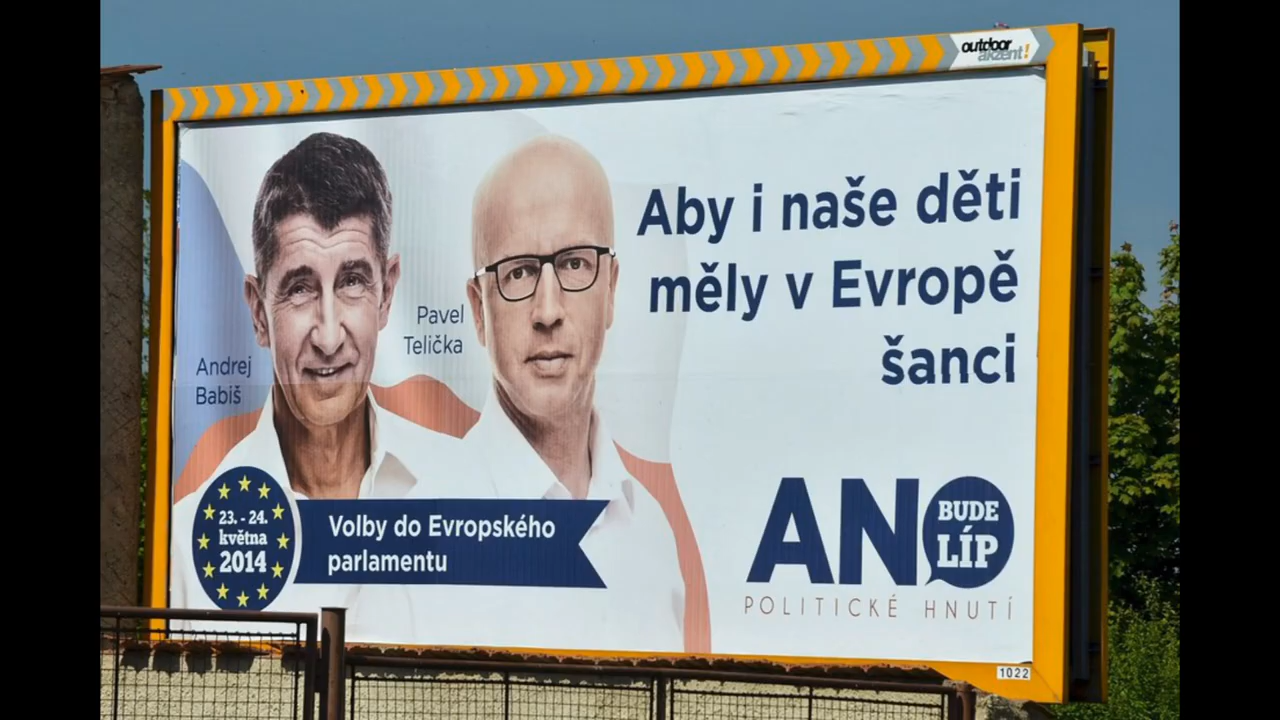 outdoor
akzent!
Aby i naše děti
měly v Evropě
šanci
Pavel
Telička
Andrej
Babiš
23. - 24.
května
2014
Volby do Evropského
parlamentu
ANO
BUDE
LÍP
POLITICKÉ HNUTÍ
1022